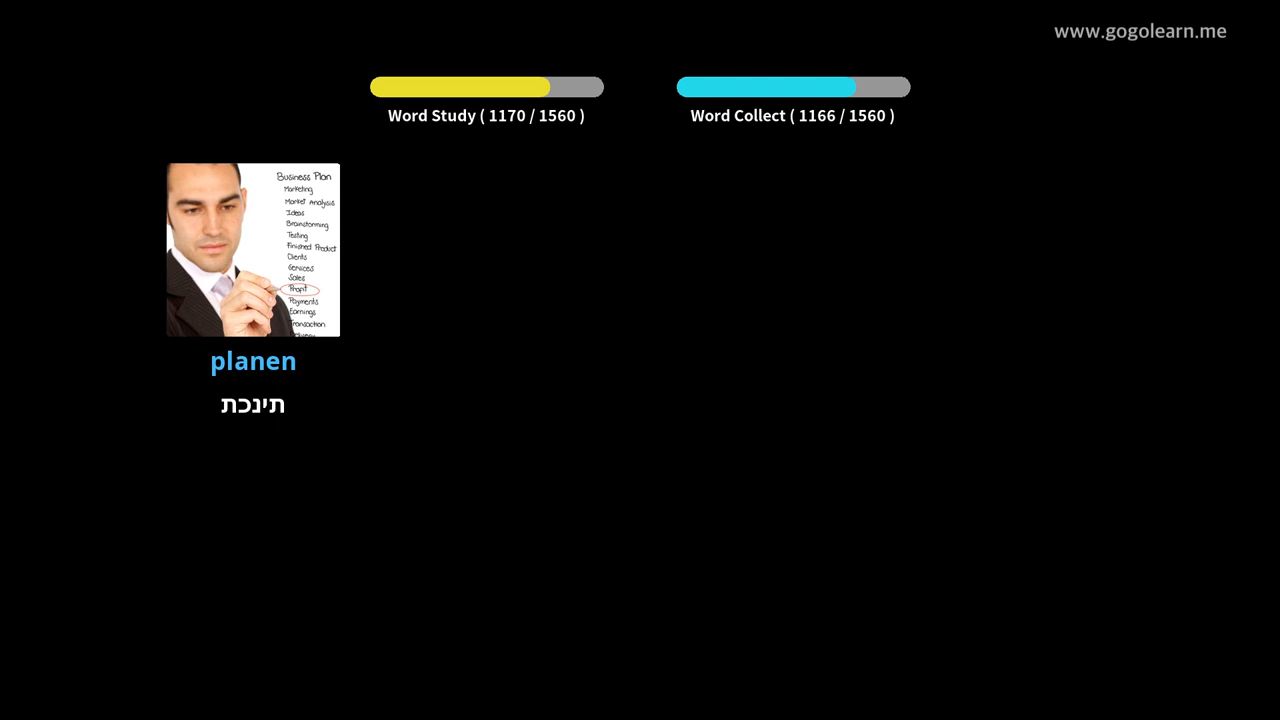 www.gogolearn.me
Word Study ( 1170 / 1560 )
Word Collect ( 1166 / 1560 )
Business Plan
Marketing
Market Analysis
Ideas
Brainstorming
Testing
Finished Product
Clients
Services
Sales
Profit
Payments
Earnings
Transaction
Delivery
planen
תינכת